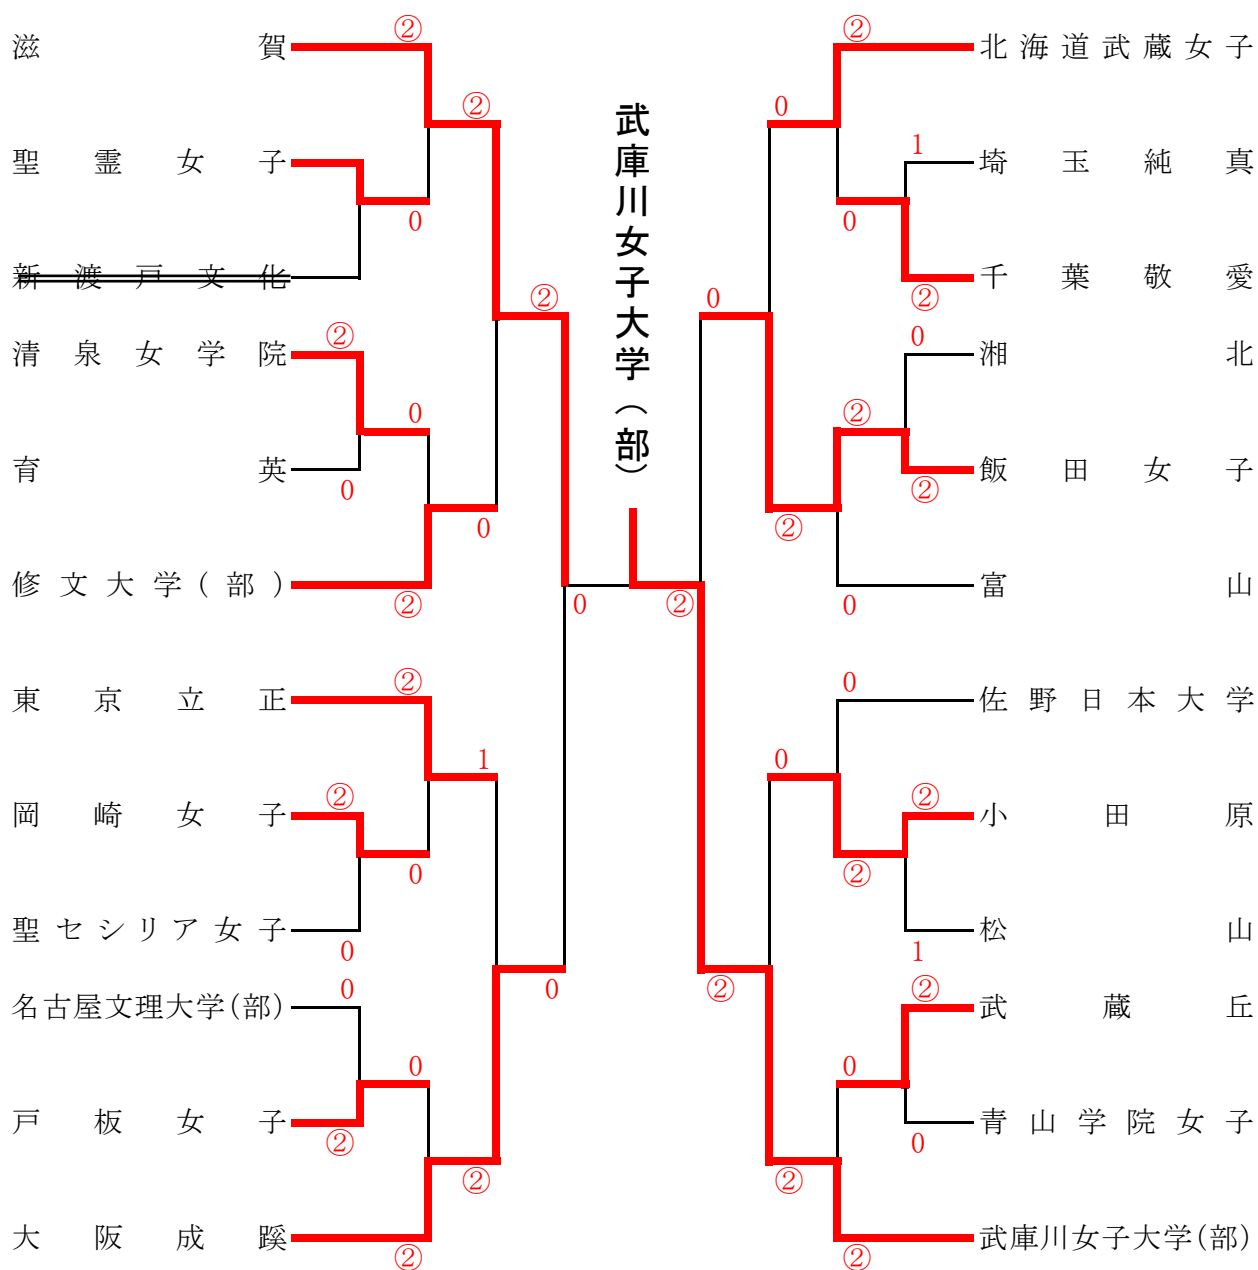 滋賀
聖霊女子
新渡戸文化
清泉女学院
育英
修文大学(部)
東京立正
岡崎女子
聖セシリア女子
名古屋文理大学(部)
戸板女子
大阪成蹊
②
0
②
0
②
②
0
0
0
②
②
②
0
0
②
0
0
②
②
0
1
②
②
0
武庫川女子大学(部)
0
②
0
②
0
②
0
②
②
0
②
0
0
②
0
②
②
1
②
0
②
②
1
②
0
北海道武蔵女子
埼玉純真
千葉敬愛
湘北
飯田女子
富山
佐野日本大学
小田原
松山
武蔵丘
青山学院女子
武庫川女子大学(部)